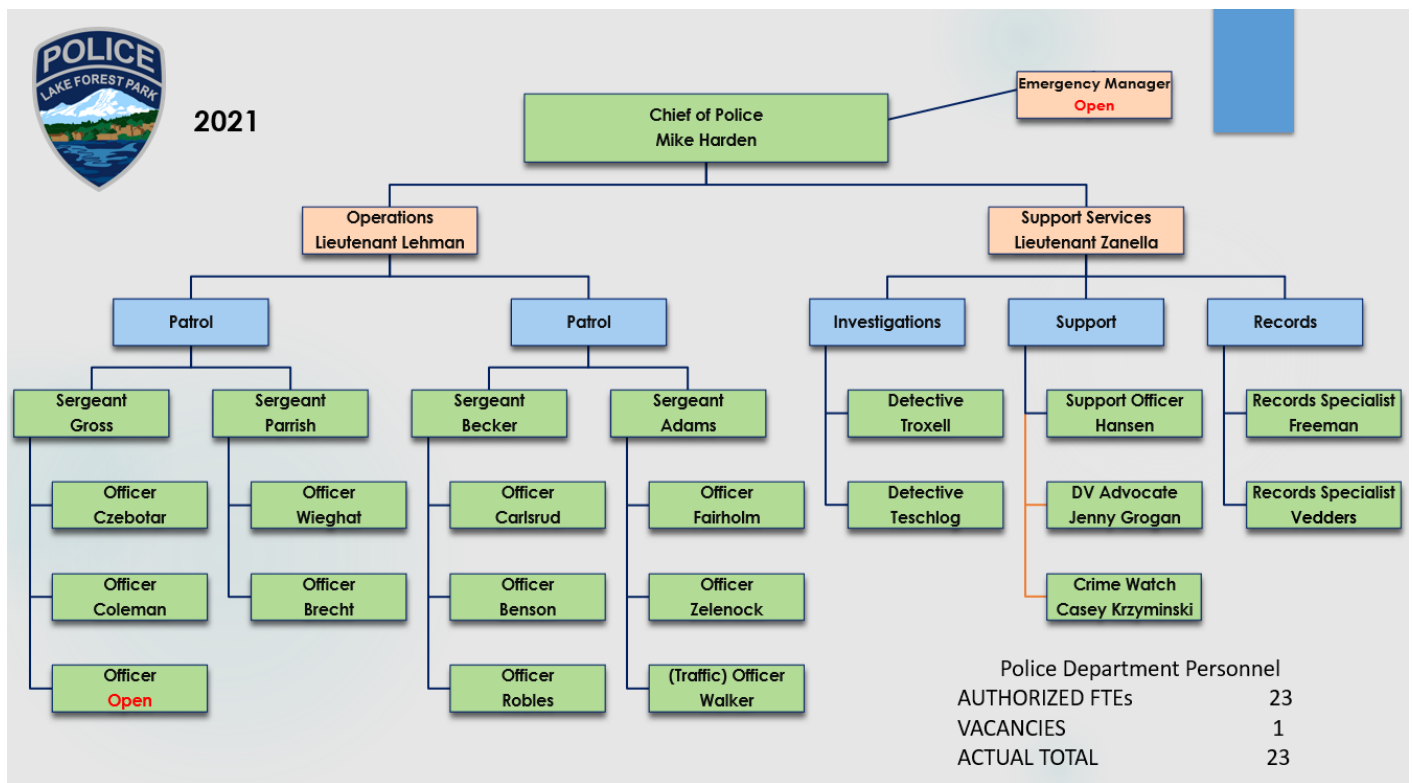 POLICE
LAKE FOREST PARK
2021
Chief of Police
Mike Harden
Emergency Manager
Open
Operations
Lieutenant Lehman
Support Services
Lieutenant Zanella
Patrol
Patrol
Investigations
Support
Records
Sergeant
Gross
Sergeant
Parrish
Sergeant
Becker
Sergeant
Adams
Detective
Troxell
Support Officer
Hansen
Records Specialist
Freeman
Officer
Czebotar
Officer
Wieghat
Officer
Carlsrud
Officer
Fairholm
Detective
Teschlog
DV Advocate
Jenny Grogan
Records Specialist
Vedders
Officer
Coleman
Officer
Brecht
Officer
Benson
Officer
Zelenock
Crime Watch
Casey Krzyminski
Officer
Open
Officer
Robles
(Traffic) Officer
Walker
Police Department Personnel
AUTHORIZED FTEs 23
VACANCIES 1
ACTUAL TOTAL 23